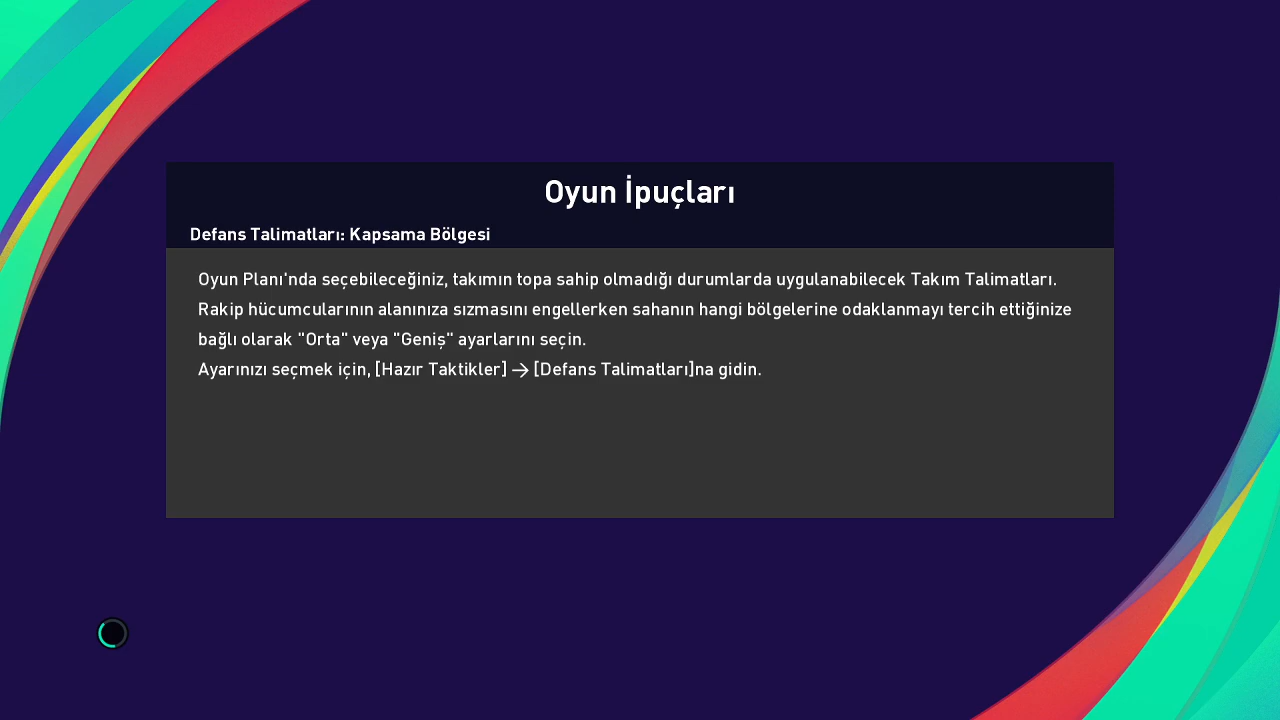 Oyun İpuçları
Defans Talimatları: Kapsama Bölgesi
Oyun Planı'nda seçebileceğiniz, takımın topa sahip olmadığı durumlarda uygulanabilecek Takım Talimatları.
Rakip hücumcularının alanınıza sızmasını engellerken sahanın hangi bölgelerine odaklanmayı tercih ettiğinize
bağlı olarak "Orta" veya "Geniş" ayarlarını seçin.
Ayarınızı seçmek için, [Hazır Taktikler] → [Defans Talimatları]na gidin.